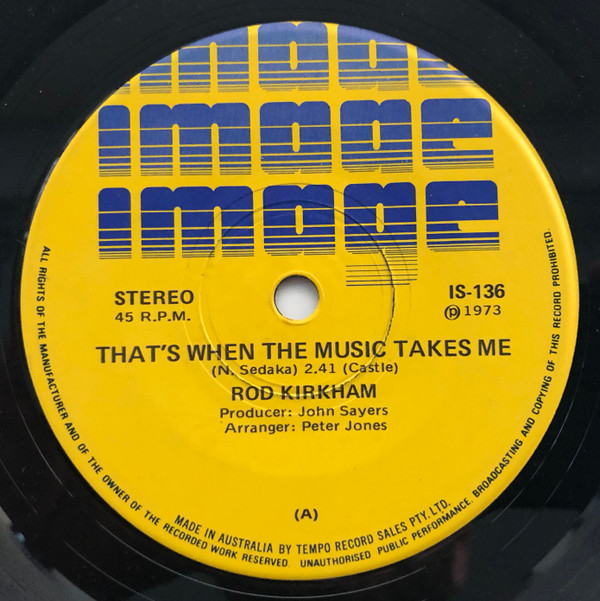 image
image
image
STEREO
45 R.P.M.
IS-136
Ⓟ 1973
THAT'S WHEN THE MUSIC TAKES ME
(N. Sedaka) 2.41 (Castle)
ROD KIRKHAM
Producer: John Sayers
Arranger: Peter Jones
(A)
MADE IN AUSTRALIA BY TEMPO RECORD SALES PTY. LTD.
ALL RIGHTS OF THE MANUFACTURER AND OF THE OWNER OF THE RECORDED WORK RESERVED. UNAUTHORISED PUBLIC PERFORMANCE, BROADCASTING AND COPYING OF THIS RECORD PROHIBITED.